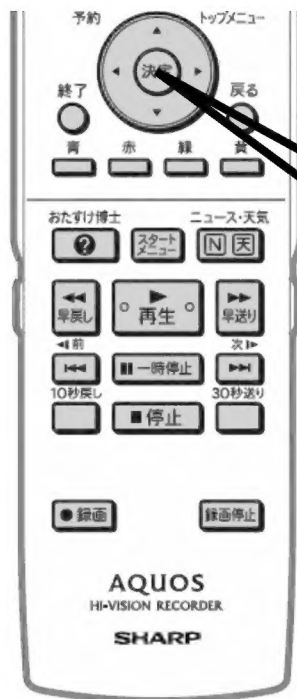 予約 トップメニュー
決定
終了 戻る
青 赤 緑 黄
おたすけ博士 ニュース・天気
? スタートメニュー N 天
早戻し 再生 早送り
前 次
一時停止
10秒戻し 30秒送り
停止
録画 録画停止
AQUOS
HI-VISION RECORDER
SHARP